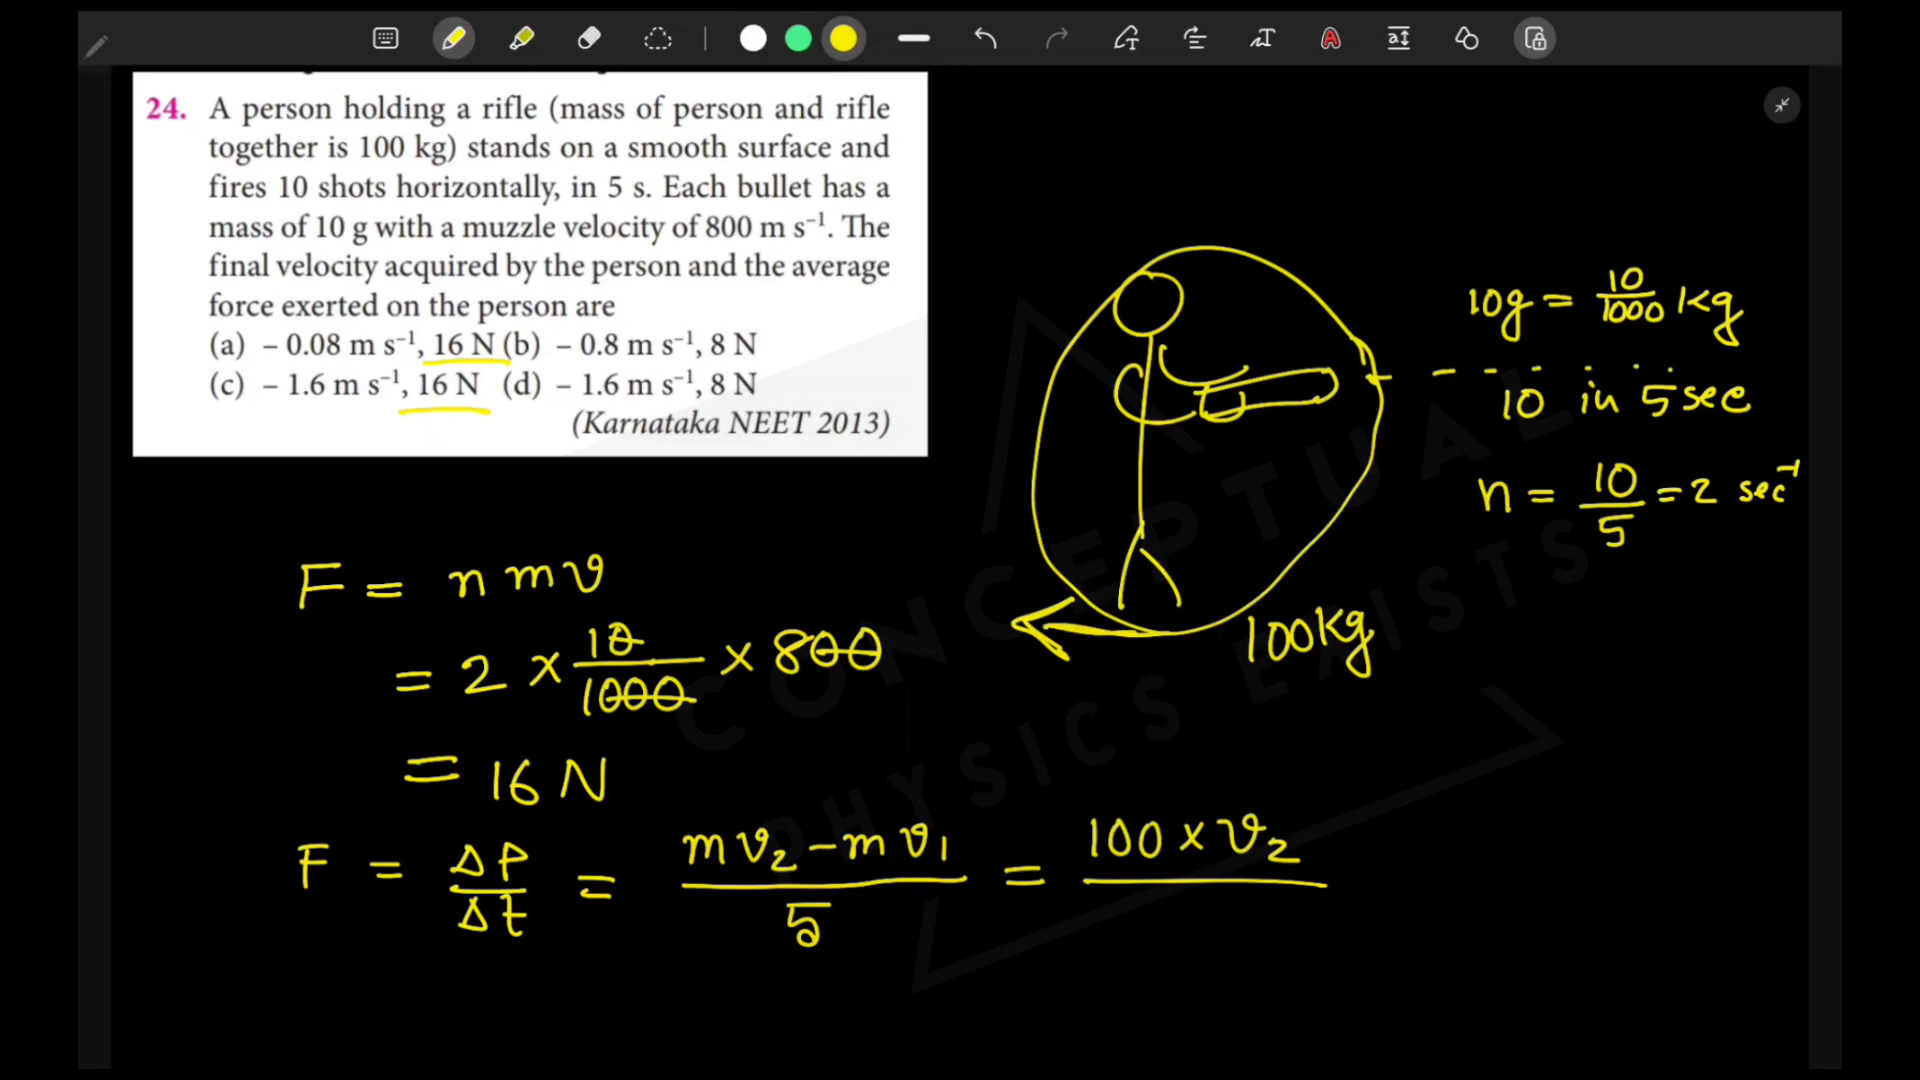 24. A person holding a rifle (mass of person and rifle
together is 100 kg) stands on a smooth surface and
fires 10 shots horizontally, in 5 s. Each bullet has a
mass of 10 g with a muzzle velocity of 800 m s⁻¹. The
final velocity acquired by the person and the average
force exerted on the person are
(a) – 0.08 m s⁻¹, 16 N (b) – 0.8 m s⁻¹, 8 N
(c) – 1.6 m s⁻¹, 16 N (d) – 1.6 m s⁻¹, 8 N
(Karnataka NEET 2013)
10g = 10/1000 kg
10 in 5 sec
n = 10/5 = 2 sec⁻¹
100kg
F = n m v
= 2 × 10/1000 × 800
= 16 N
F = ΔP/Δt = (mv₂ – mv₁)/5 = 100 × v₂
CONCEPTUAL
PHYSICS EXISTS